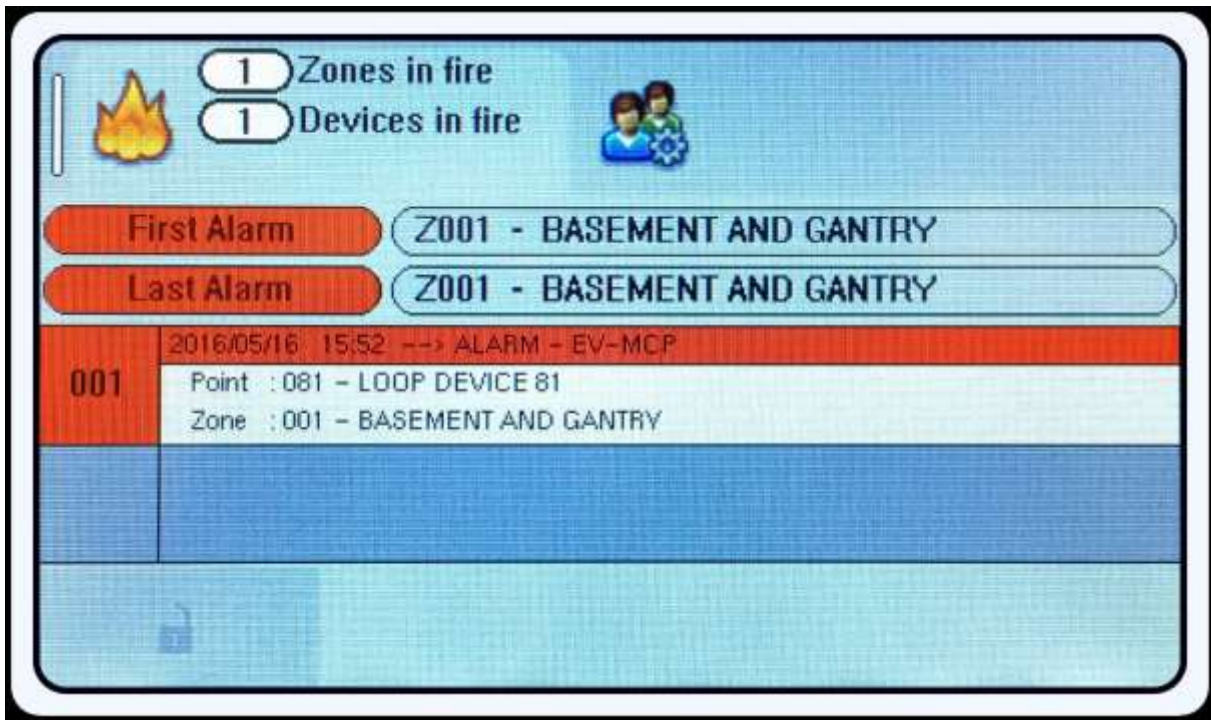 1 Zones in fire
1 Devices in fire
First Alarm Z001 - BASEMENT AND GANTRY
Last Alarm Z001 - BASEMENT AND GANTRY
2016/05/16 15:52 --> ALARM - EV-MCP
001
Point : 081 - LOOP DEVICE 81
Zone : 001 - BASEMENT AND GANTRY